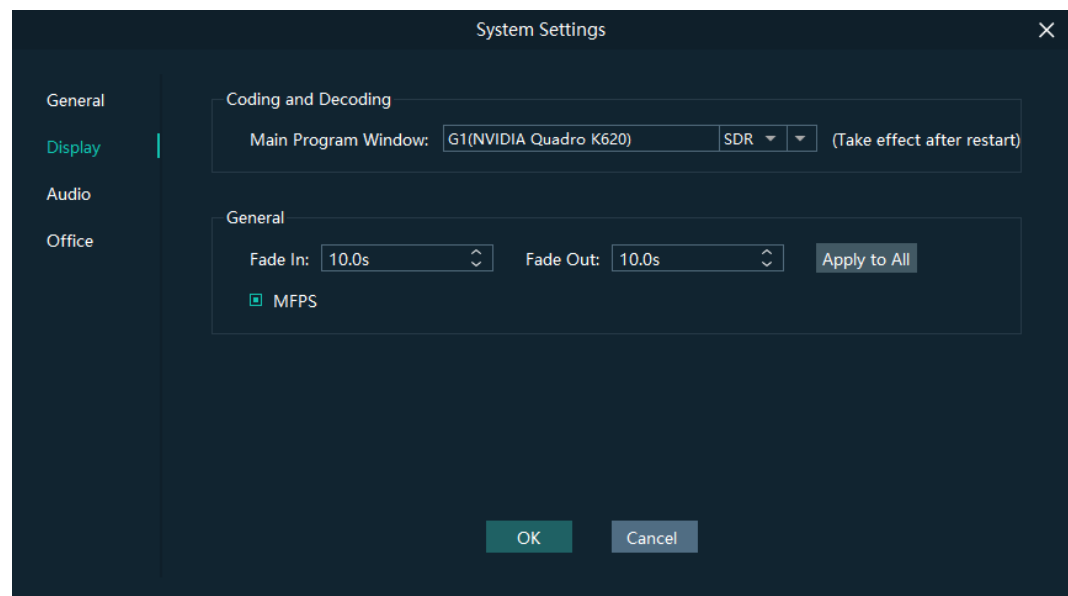 System Settings
General
Display
Audio
Office
Coding and Decoding
Main Program Window: G1(NVIDIA Quadro K620) SDR (Take effect after restart)
General
Fade In: 10.0s Fade Out: 10.0s Apply to All
MFPS
OK Cancel